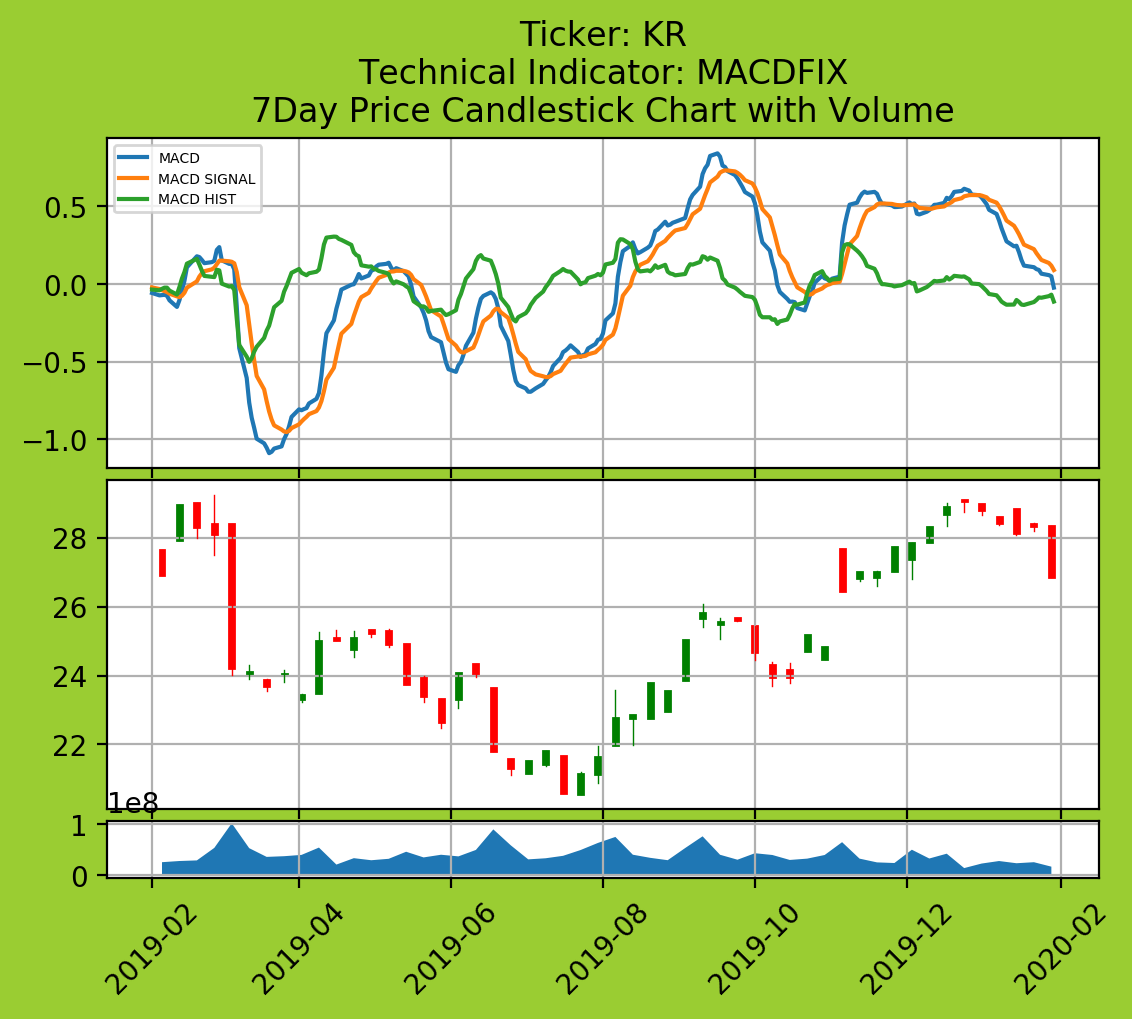 Ticker: KR
Technical Indicator: MACDFIX
7Day Price Candlestick Chart with Volume
MACD
MACD SIGNAL
MACD HIST
0.5
0.0
−0.5
−1.0
28
26
24
22
1e8
1
0
2019-02
2019-04
2019-06
2019-08
2019-10
2019-12
2020-02